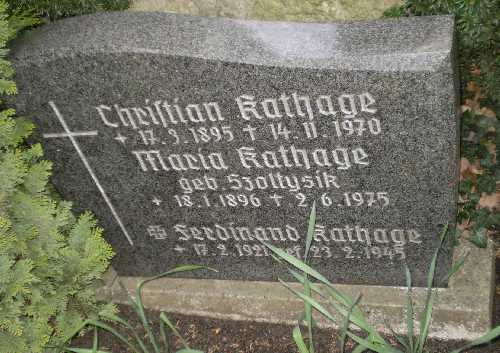 Christian Kathage
* 17.3.1895 + 14.11.1970
Maria Kathage
geb. Szoltysik
* 18.1.1896 + 2.6.1975
Ferdinand Kathage
* 17.2.1921 + 23.2.1945